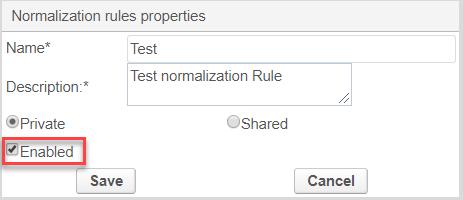 Normalization rules properties
Name* Test
Description:* Test normalization Rule
Private Shared
Enabled
Save Cancel